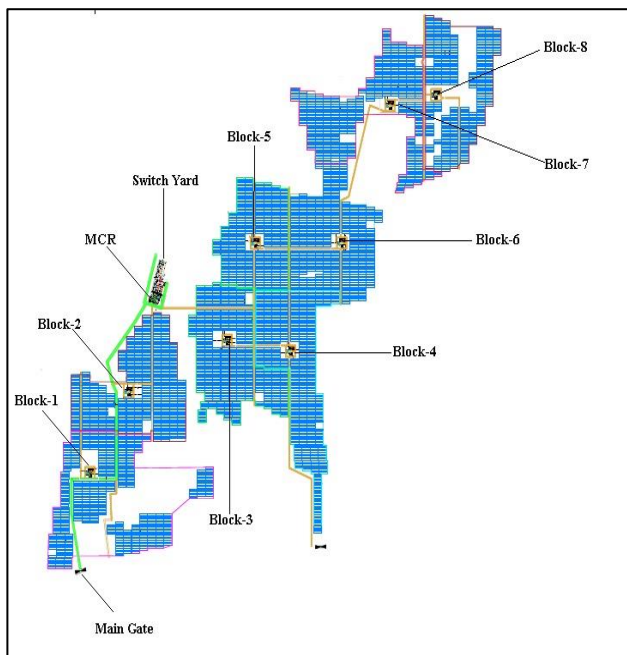 Block-8
Block-5
Block-7
Switch Yard
MCR
Block-6
Block-2
Block-4
Block-1
Block-3
Main Gate